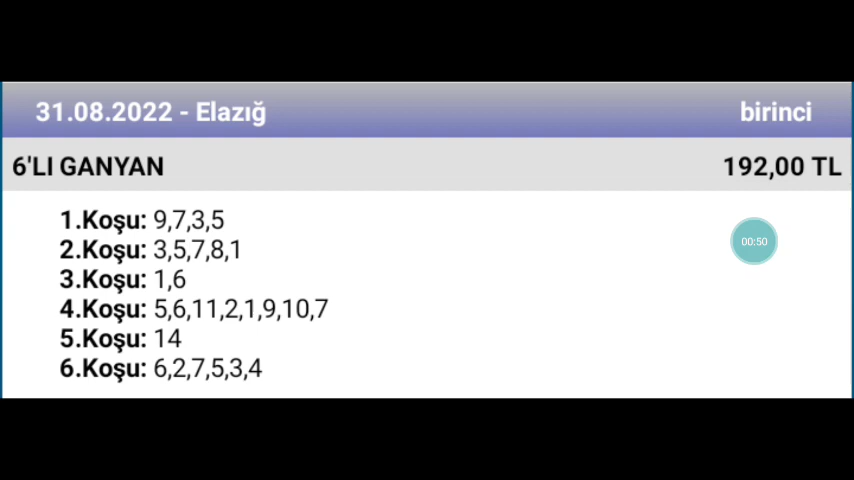 31.08.2022 - Elazığ birinci
6'LI GANYAN 192,00 TL
1.Koşu: 9,7,3,5
2.Koşu: 3,5,7,8,1
00:50
3.Koşu: 1,6
4.Koşu: 5,6,11,2,1,9,10,7
5.Koşu: 14
6.Koşu: 6,2,7,5,3,4